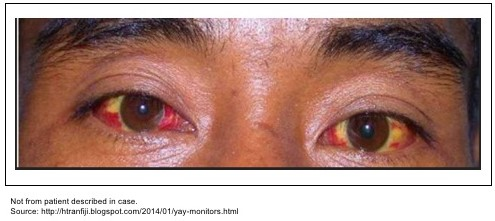 Not from patient described in case.
Source: http://htranfiji.blogspot.com/2014/01/yay-monitors.html